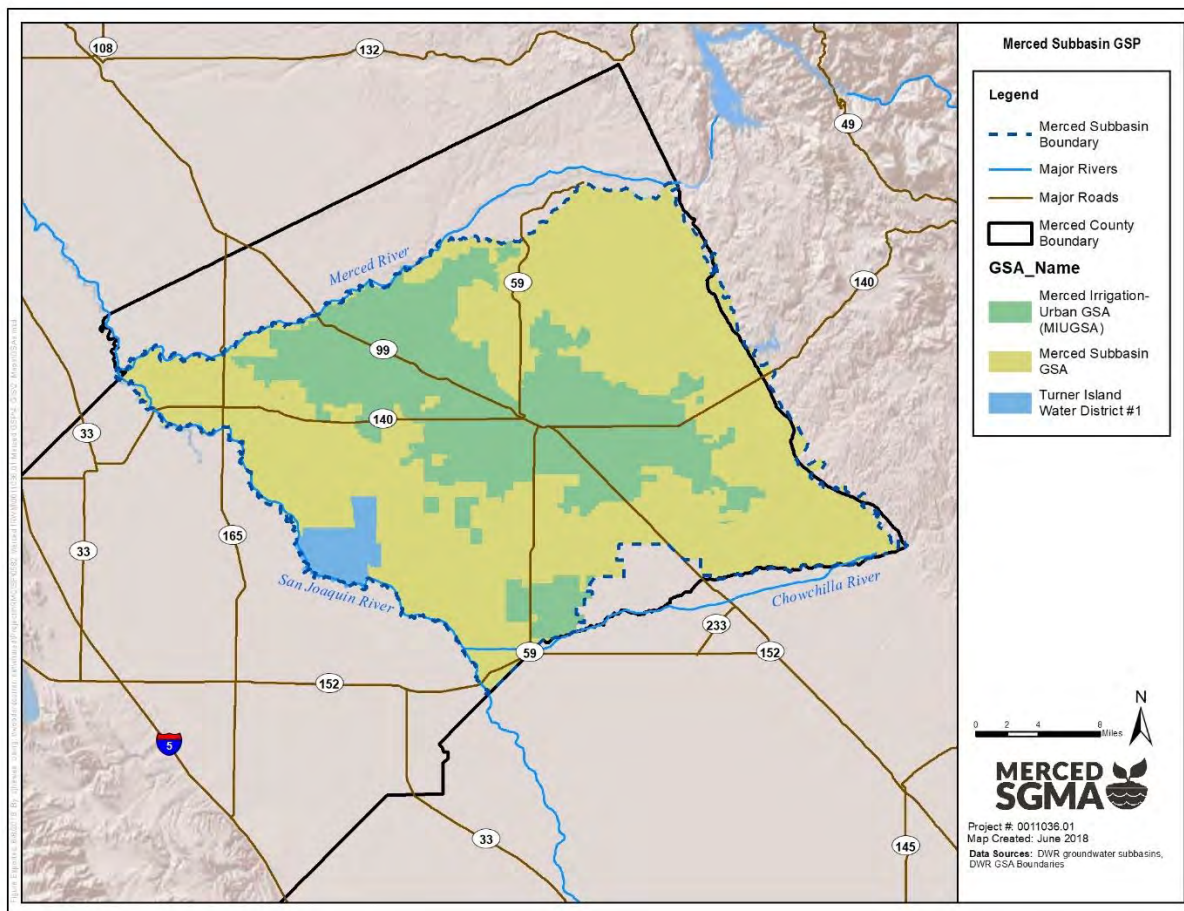 108
132
49
Merced River
59
140
99
140
33
165
33
San Joaquin River
Chowchilla River
233
59
152
152
5
33
145
Merced Subbasin GSP
Legend
Merced Subbasin
Boundary
Major Rivers
Major Roads
Merced County
Boundary
GSA_Name
Merced Irrigation-
Urban GSA
(MIUGSA)
Merced Subbasin
GSA
Turner Island
Water District #1
N
0 2 4 8
Miles
MERCED
SGMA
Project #: 0011036.01
Map Created: June 2018
Data Sources: DWR groundwater subbasins,
DWR GSA Boundaries